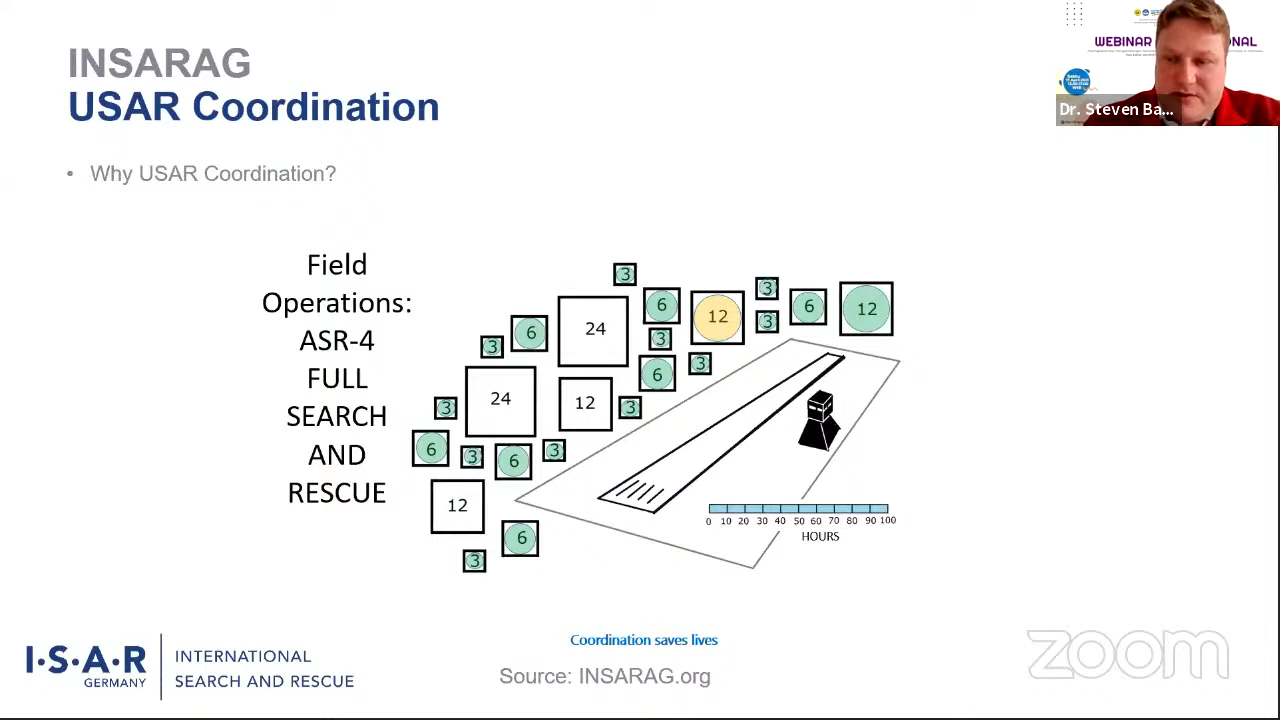 INSARAG
USAR Coordination
• Why USAR Coordination?
WEBINAR
NAL
Dr. Steven Ba...
Field
Operations:
ASR-4
FULL
SEARCH
AND
RESCUE
3
6
12
3
6
12
3
24
3
6
3
6
3
24
12
3
3
6
3
6
3
12
6
3
0 10 20 30 40 50 60 70 80 90 100
HOURS
Coordination saves lives
Source: INSARAG.org
I·S·A·R
GERMANY
INTERNATIONAL
SEARCH AND RESCUE
zoom